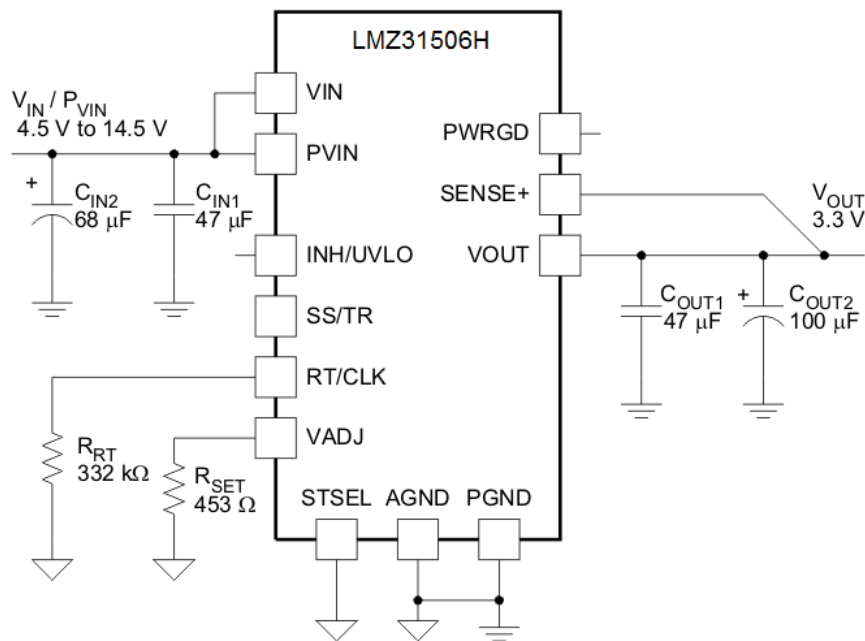 LMZ31506H
VIN
V_IN / P_VIN
4.5 V to 14.5 V
PVIN
PWRGD
+
C_IN2
68 μF
C_IN1
47 μF
SENSE+
V_OUT
3.3 V
INH/UVLO
VOUT
SS/TR
C_OUT1
47 μF
+
C_OUT2
100 μF
RT/CLK
R_RT
332 kΩ
VADJ
R_SET
453 Ω
STSEL
AGND
PGND